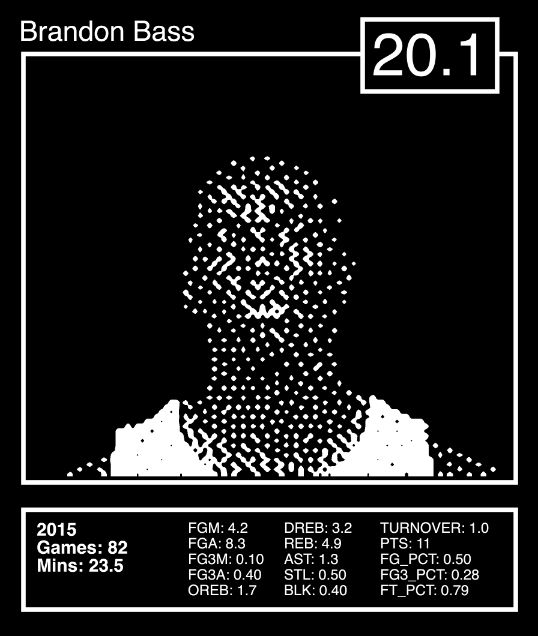 Brandon Bass
20.1
2015
Games: 82
Mins: 23.5
FGM: 4.2
FGA: 8.3
FG3M: 0.10
FG3A: 0.40
OREB: 1.7
DREB: 3.2
REB: 4.9
AST: 1.3
STL: 0.50
BLK: 0.40
TURNOVER: 1.0
PTS: 11
FG_PCT: 0.50
FG3_PCT: 0.28
FT_PCT: 0.79